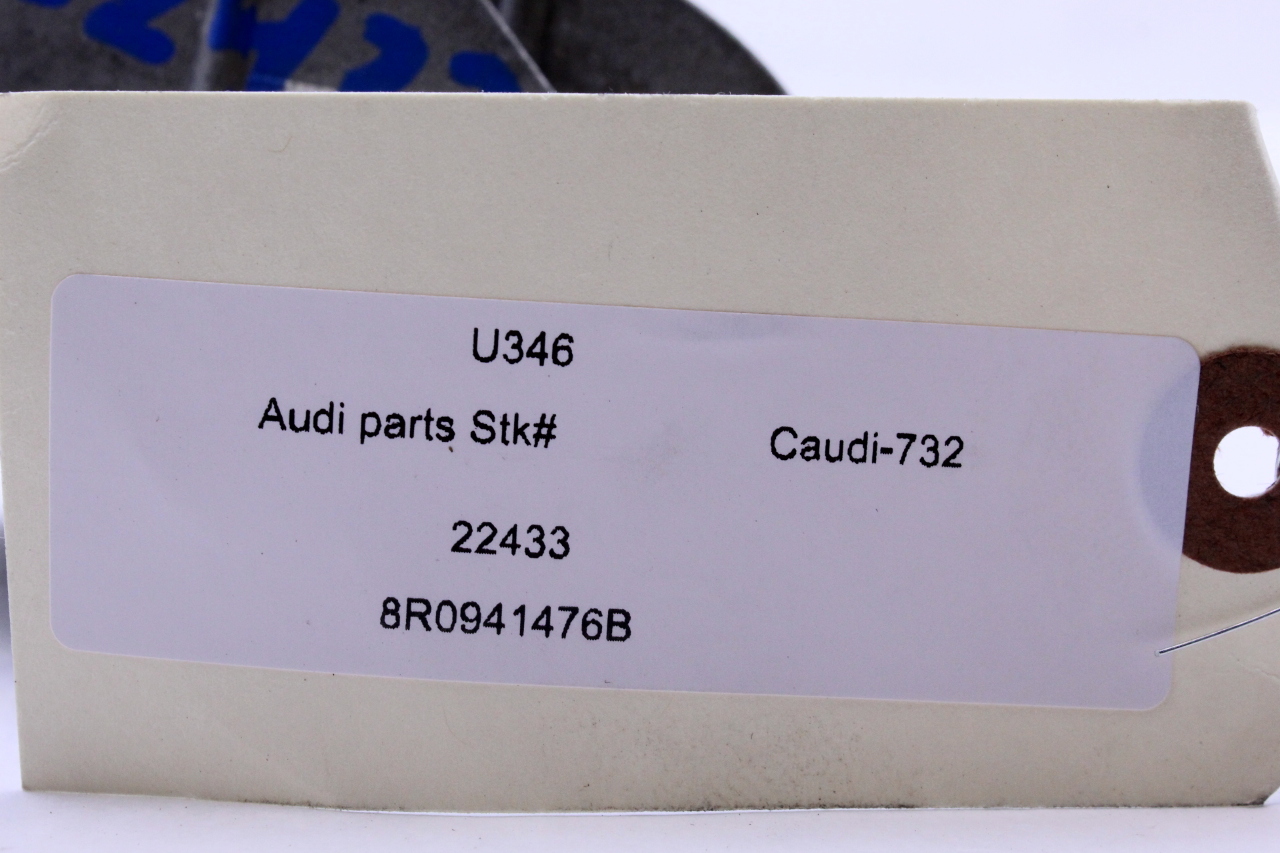 U346
Audi parts Stk# Caudi-732
22433
8R0941476B